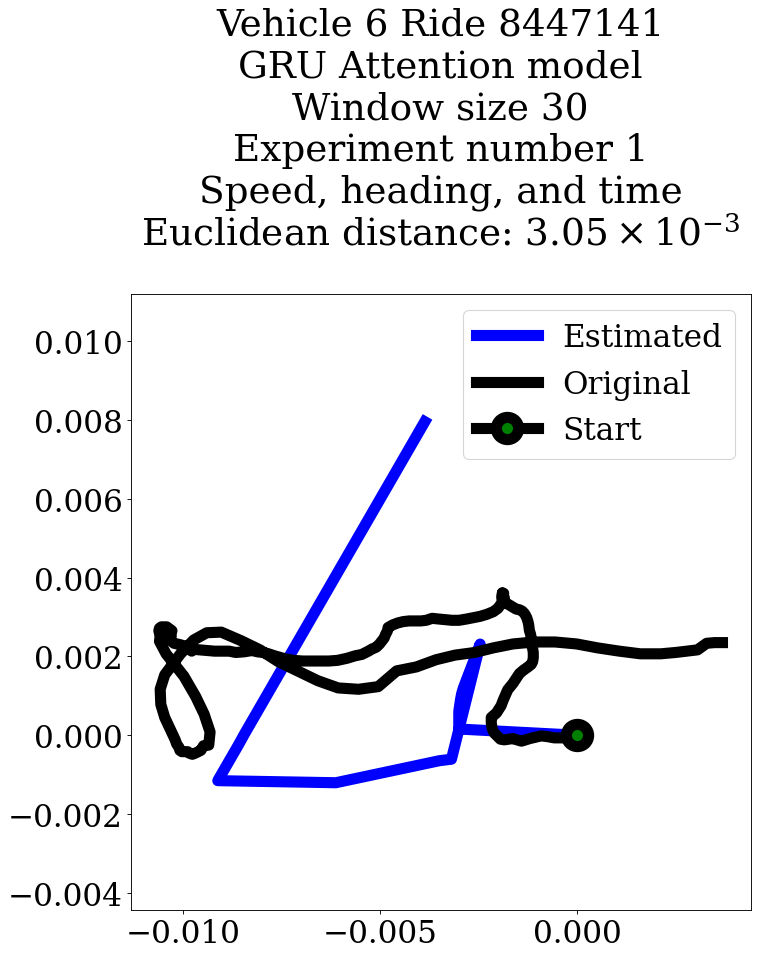 Vehicle 6 Ride 8447141
GRU Attention model
Window size 30
Experiment number 1
Speed, heading, and time
Euclidean distance: 3.05 × 10⁻³
Estimated
Original
Start
0.010
0.008
0.006
0.004
0.002
0.000
−0.002
−0.004
−0.010 −0.005 0.000